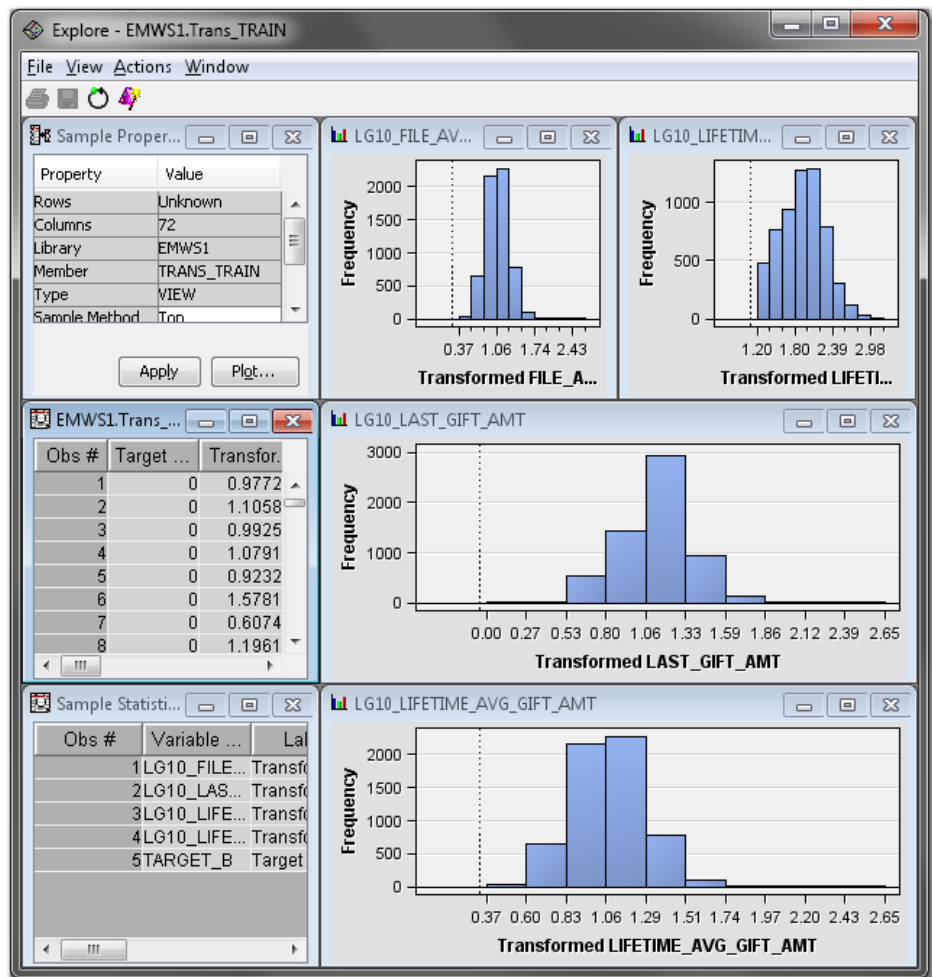 Explore - EMWS1.Trans_TRAIN
File View Actions Window
Sample Proper...
Property Value
Rows Unknown
Columns 72
Library EMWS1
Member TRANS_TRAIN
Type VIEW
Sample Method Top
Apply Plot...
LG10_FILE_AV...
Frequency
2000
1500
1000
500
0
0.37 1.06 1.74 2.43
Transformed FILE_A...
LG10_LIFETIM...
Frequency
1000
500
0
1.20 1.80 2.39 2.98
Transformed LIFETI...
EMWS1.Trans_...
Obs # Target ... Transfor.
1 0 0.9772
2 0 1.1058
3 0 0.9925
4 0 1.0791
5 0 0.9232
6 0 1.5781
7 0 0.6074
8 0 1.1961
LG10_LAST_GIFT_AMT
Frequency
3000
2000
1000
0
0.00 0.27 0.53 0.80 1.06 1.33 1.59 1.86 2.12 2.39 2.65
Transformed LAST_GIFT_AMT
Sample Statisti...
Obs # Variable ... Lal
1 LG10_FILE... Transfo
2 LG10_LAS... Transfo
3 LG10_LIFE... Transfo
4 LG10_LIFE... Transfo
5 TARGET_B Target
LG10_LIFETIME_AVG_GIFT_AMT
Frequency
2000
1500
1000
500
0
0.37 0.60 0.83 1.06 1.29 1.51 1.74 1.97 2.20 2.43 2.65
Transformed LIFETIME_AVG_GIFT_AMT